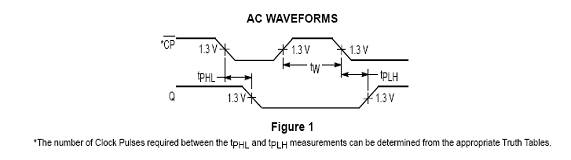 AC WAVEFORMS
*CP
1.3 V
1.3 V
1.3 V
tPHL
tW
tPLH
Q
1.3 V
1.3 V
Figure 1
*The number of Clock Pulses required between the tPHL and tPLH measurements can be determined from the appropriate Truth Tables.